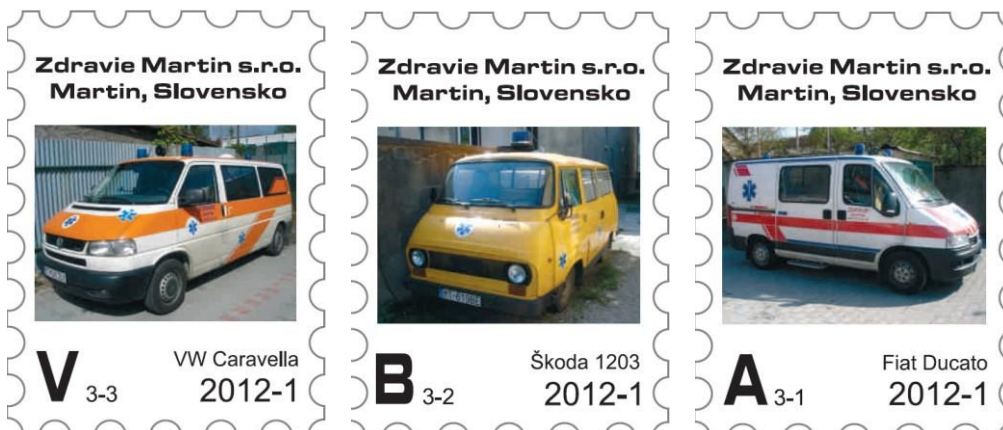 Zdravie Martin s.r.o.
Martin, Slovensko
V 3-3
VW Caravella
2012-1
Zdravie Martin s.r.o.
Martin, Slovensko
B 3-2
Škoda 1203
2012-1
Zdravie Martin s.r.o.
Martin, Slovensko
A 3-1
Fiat Ducato
2012-1